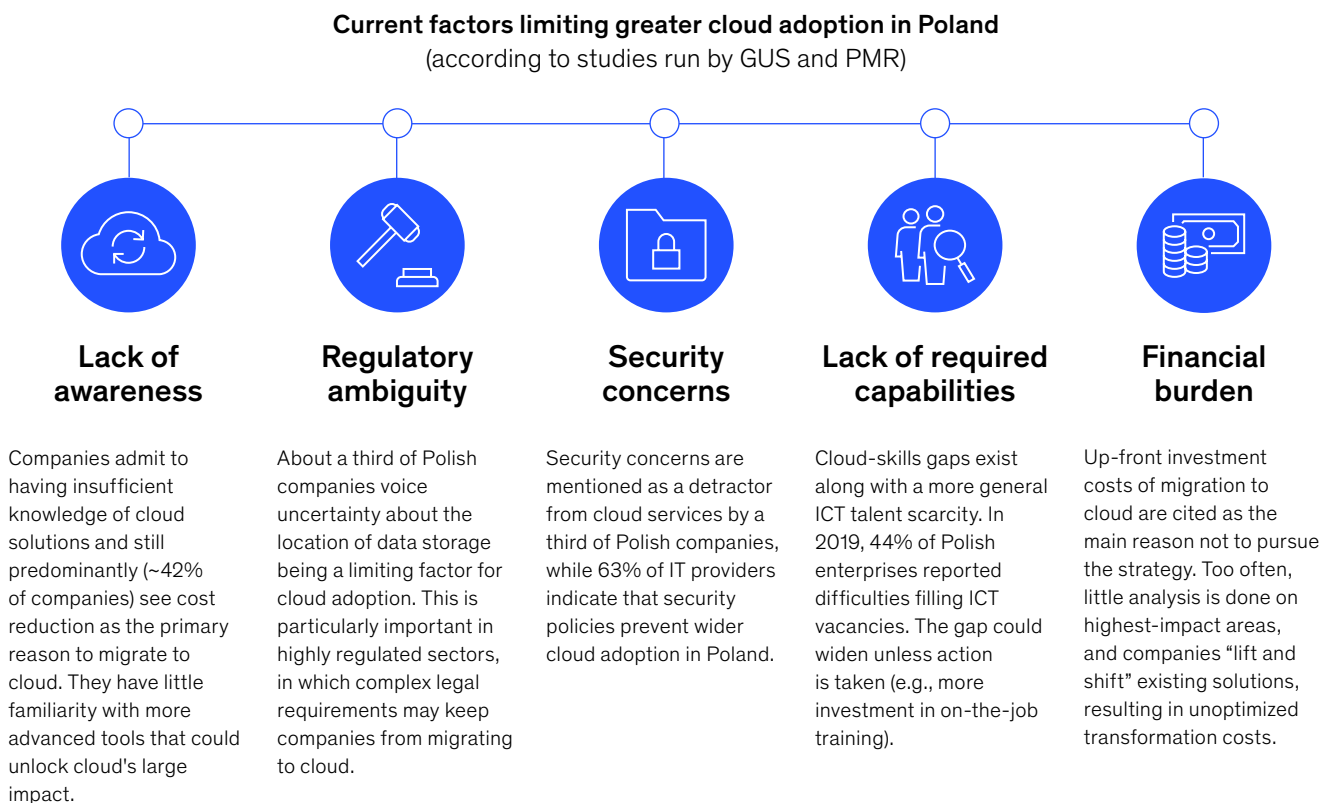 Current factors limiting greater cloud adoption in Poland
(according to studies run by GUS and PMR)
Lack of
awareness
Companies admit to
having insufficient
knowledge of cloud
solutions and still
predominantly (~42%
of companies) see cost
reduction as the primary
reason to migrate to
cloud. They have little
familiarity with more
advanced tools that could
unlock cloud's large
impact.
Regulatory
ambiguity
About a third of Polish
companies voice
uncertainty about the
location of data storage
being a limiting factor for
cloud adoption. This is
particularly important in
highly regulated sectors,
in which complex legal
requirements may keep
companies from migrating
to cloud.
Security
concerns
Security concerns are
mentioned as a detractor
from cloud services by a
third of Polish companies,
while 63% of IT providers
indicate that security
policies prevent wider
cloud adoption in Poland.
Lack of required
capabilities
Cloud-skills gaps exist
along with a more general
ICT talent scarcity. In
2019, 44% of Polish
enterprises reported
difficulties filling ICT
vacancies. The gap could
widen unless action
is taken (e.g., more
investment in on-the-job
training).
Financial
burden
Up-front investment
costs of migration to
cloud are cited as the
main reason not to pursue
the strategy. Too often,
little analysis is done on
highest-impact areas,
and companies “lift and
shift” existing solutions,
resulting in unoptimized
transformation costs.